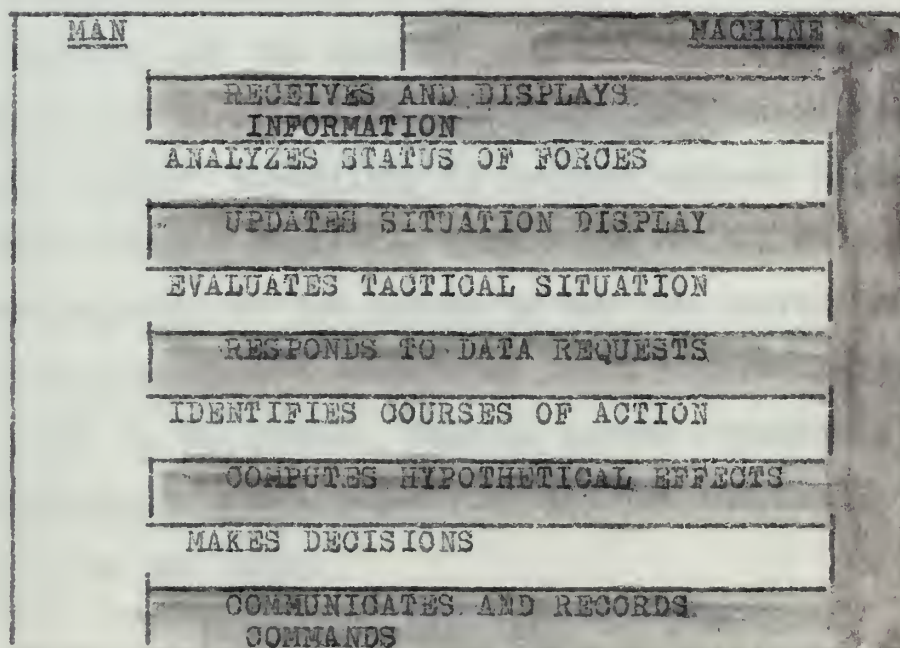 MAN MACHINE
RECEIVES AND DISPLAYS
INFORMATION
ANALYZES STATUS OF FORCES
UPDATES SITUATION DISPLAY
EVALUATES TACTICAL SITUATION
RESPONDS TO DATA REQUESTS
IDENTIFIES COURSES OF ACTION
COMPUTES HYPOTHETICAL EFFECTS
MAKES DECISIONS
COMMUNICATES AND RECORDS
COMMANDS